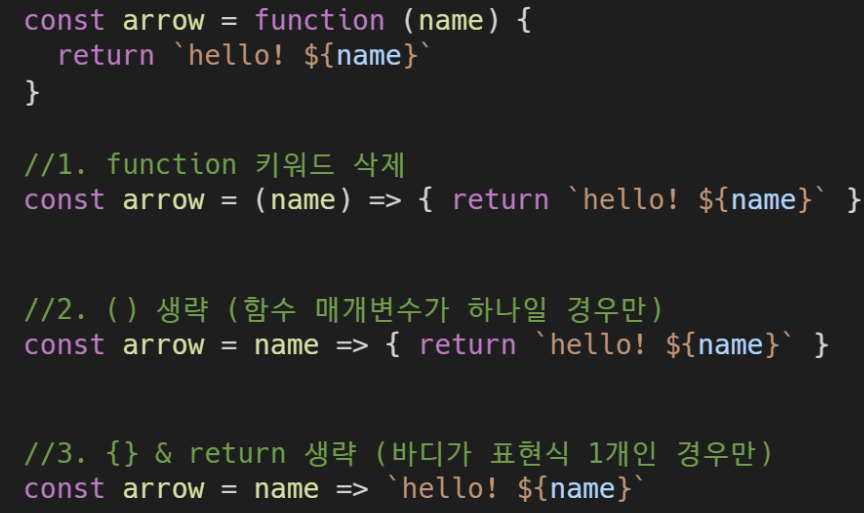 const arrow = function (name) {
  return `hello! ${name}`
}
//1. function 키워드 삭제
const arrow = (name) => { return `hello! ${name}` }
//2. () 생략 (함수 매개변수가 하나일 경우만)
const arrow = name => { return `hello! ${name}` }
//3. {} & return 생략 (바디가 표현식 1개인 경우만)
const arrow = name => `hello! ${name}`